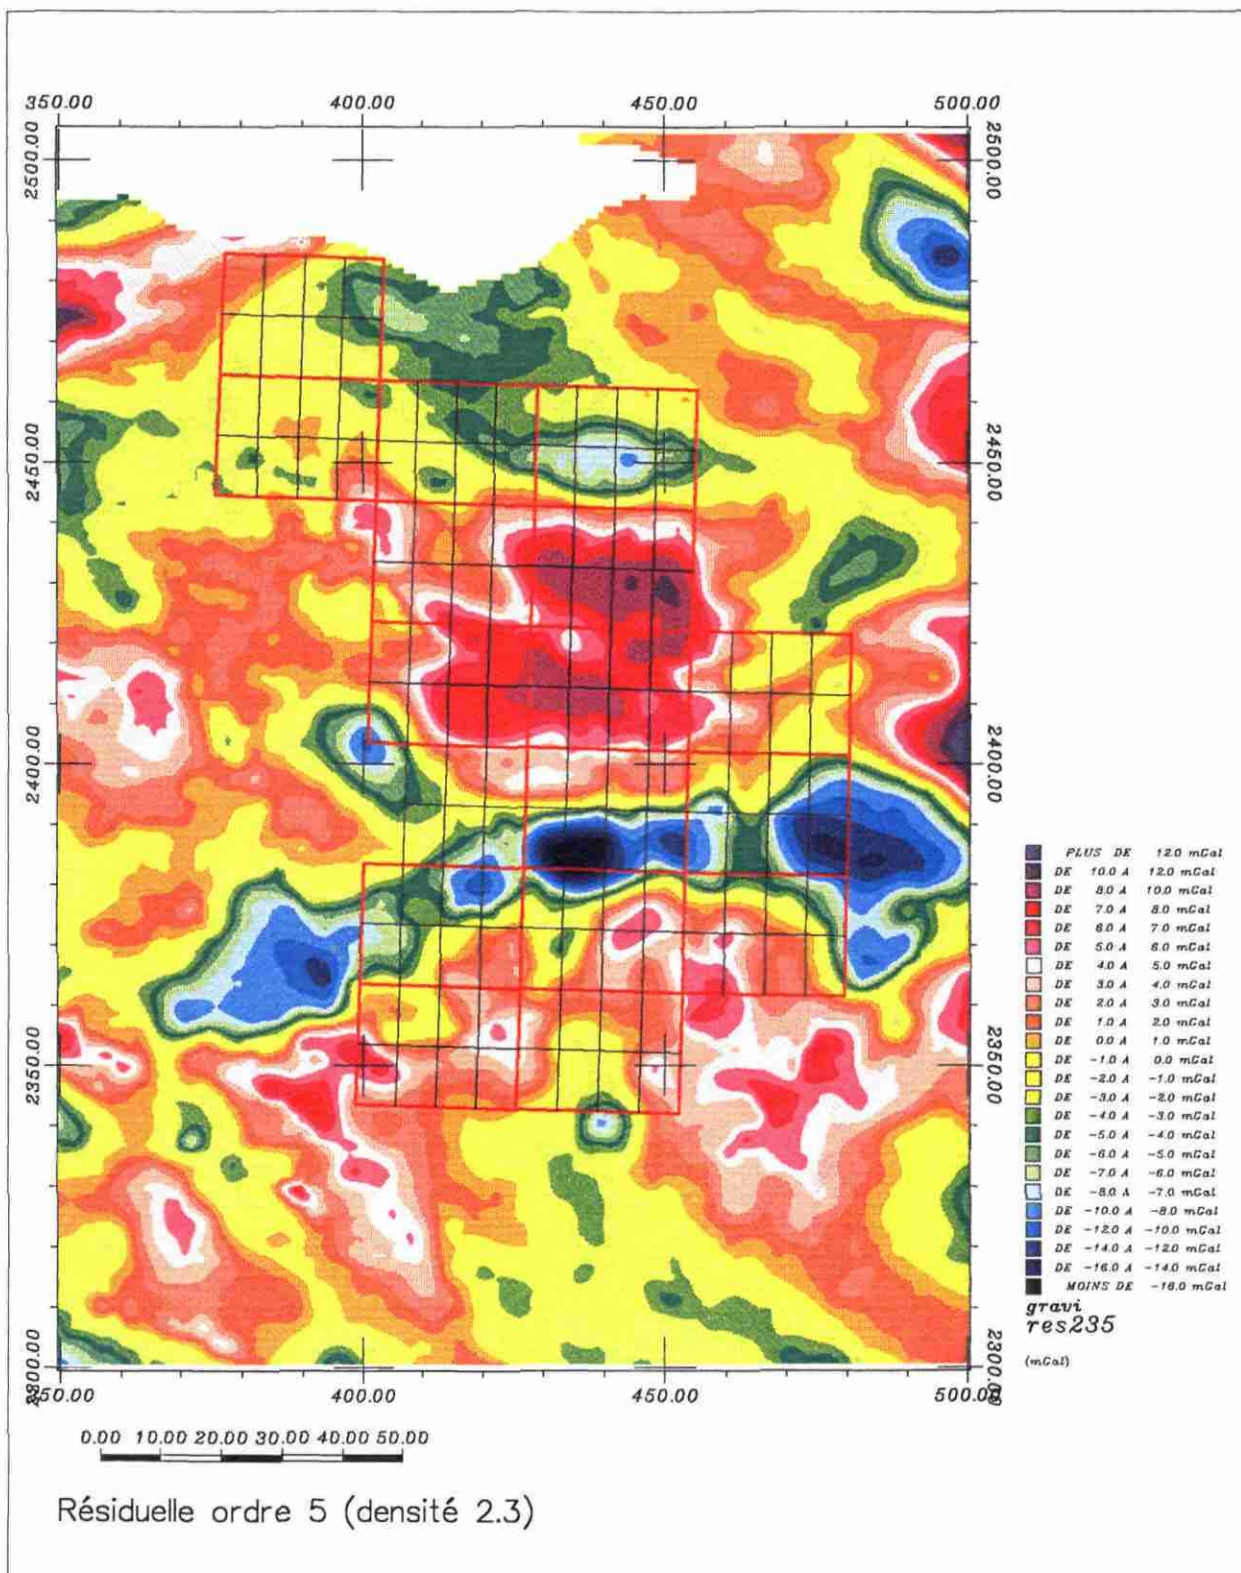 350.00 400.00 450.00 500.00
2500.00 2500.00
2450.00 2450.00
2400.00 2400.00
2350.00 2350.00
2300.00 2300.00
350.00 400.00 450.00 500.00
PLUS DE 12.0 mGal
DE 10.0 A 12.0 mGal
DE 8.0 A 10.0 mGal
DE 7.0 A 8.0 mGal
DE 6.0 A 7.0 mGal
DE 5.0 A 6.0 mGal
DE 4.0 A 5.0 mGal
DE 3.0 A 4.0 mGal
DE 2.0 A 3.0 mGal
DE 1.0 A 2.0 mGal
DE 0.0 A 1.0 mGal
DE -1.0 A 0.0 mGal
DE -2.0 A -1.0 mGal
DE -3.0 A -2.0 mGal
DE -4.0 A -3.0 mGal
DE -5.0 A -4.0 mGal
DE -6.0 A -5.0 mGal
DE -7.0 A -6.0 mGal
DE -8.0 A -7.0 mGal
DE -10.0 A -8.0 mGal
DE -12.0 A -10.0 mGal
DE -14.0 A -12.0 mGal
DE -16.0 A -14.0 mGal
MOINS DE -16.0 mGal
gravi
res235
(mGal)
0.00 10.00 20.00 30.00 40.00 50.00
Résiduelle ordre 5 (densité 2.3)